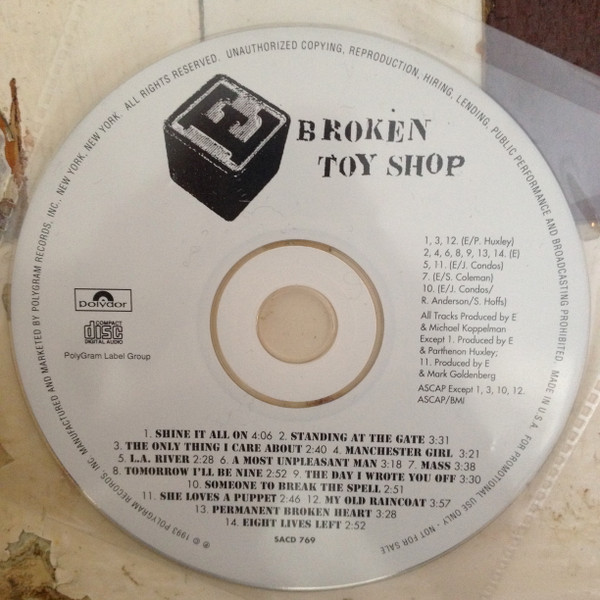 E
BROKEN
TOY SHOP
1, 3, 12. (E/P. Huxley)
2, 4, 6, 8, 9, 13, 14. (E)
5, 11. (E/J. Condos)
7. (E/S. Coleman)
10. (E/J. Condos/
R. Anderson/S. Hoffs)
All Tracks Produced by E
& Michael Koppelman
Except 1. Produced by E
& Parthenon Huxley;
11. Produced by E
& Mark Goldenberg
ASCAP Except 1, 3, 10, 12.
ASCAP/BMI
Polydor
COMPACT
disc
DIGITAL AUDIO
PolyGram Label Group
1. SHINE IT ALL ON 4:06 2. STANDING AT THE GATE 3:31
3. THE ONLY THING I CARE ABOUT 2:40 4. MANCHESTER GIRL 3:21
5. L.A. RIVER 2:28 6. A MOST UNPLEASANT MAN 3:18 7. MASS 3:38
8. TOMORROW I'LL BE NINE 2:52 9. THE DAY I WROTE YOU OFF 3:30
10. SOMEONE TO BREAK THE SPELL 2:51
11. SHE LOVES A PUPPET 2:46 12. MY OLD RAINCOAT 3:57
13. PERMANENT BROKEN HEART 3:28
14. EIGHT LIVES LEFT 2:52
SACD 769
℗ 1993 POLYGRAM RECORDS, INC. MANUFACTURED AND MARKETED BY POLYGRAM RECORDS, INC., NEW YORK, NEW YORK. ALL RIGHTS RESERVED. UNAUTHORIZED COPYING, REPRODUCTION, HIRING, LENDING, PUBLIC PERFORMANCE AND BROADCASTING PROHIBITED. MADE IN U.S.A. FOR PROMOTIONAL USE ONLY - NOT FOR SALE